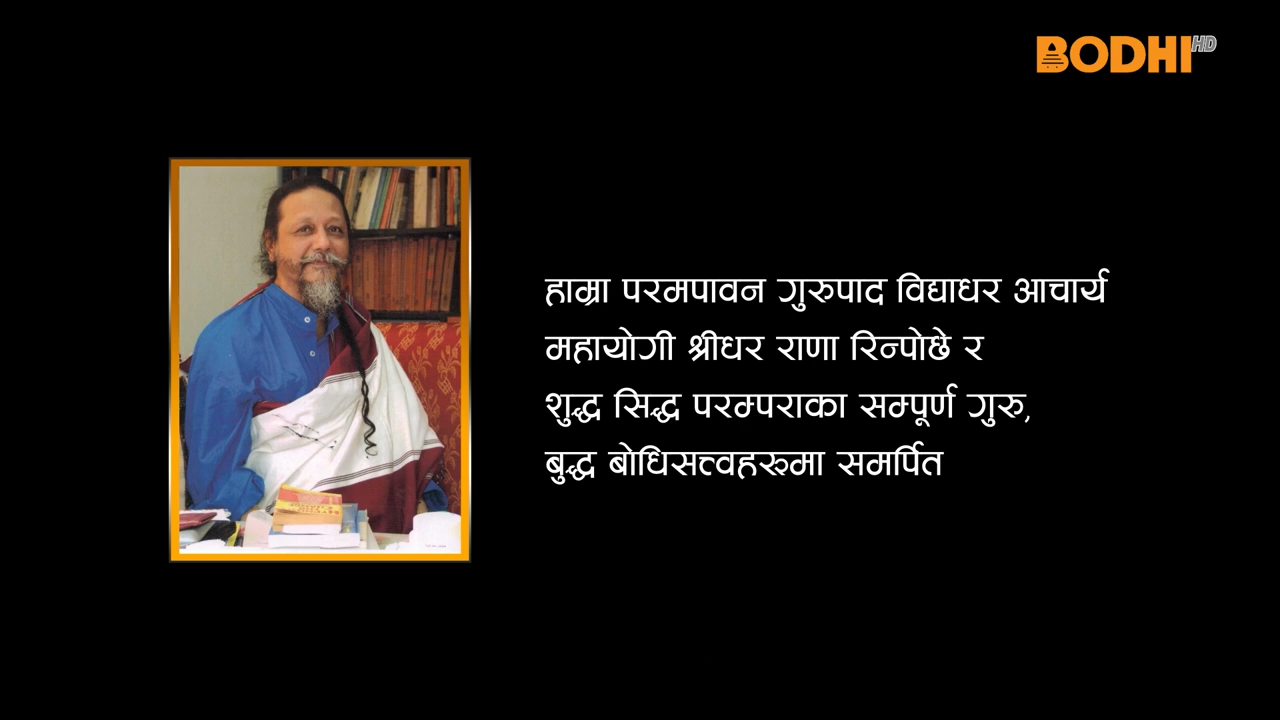 BODHI HD
हाम्रा परमपावन गुरुपाद विद्याधर आचार्य
महायोगी श्रीधर राणा रिन्पोछे र
शुद्ध सिद्ध परम्पराका सम्पूर्ण गुरु,
बुद्ध बोधिसत्त्वहरुमा समर्पित